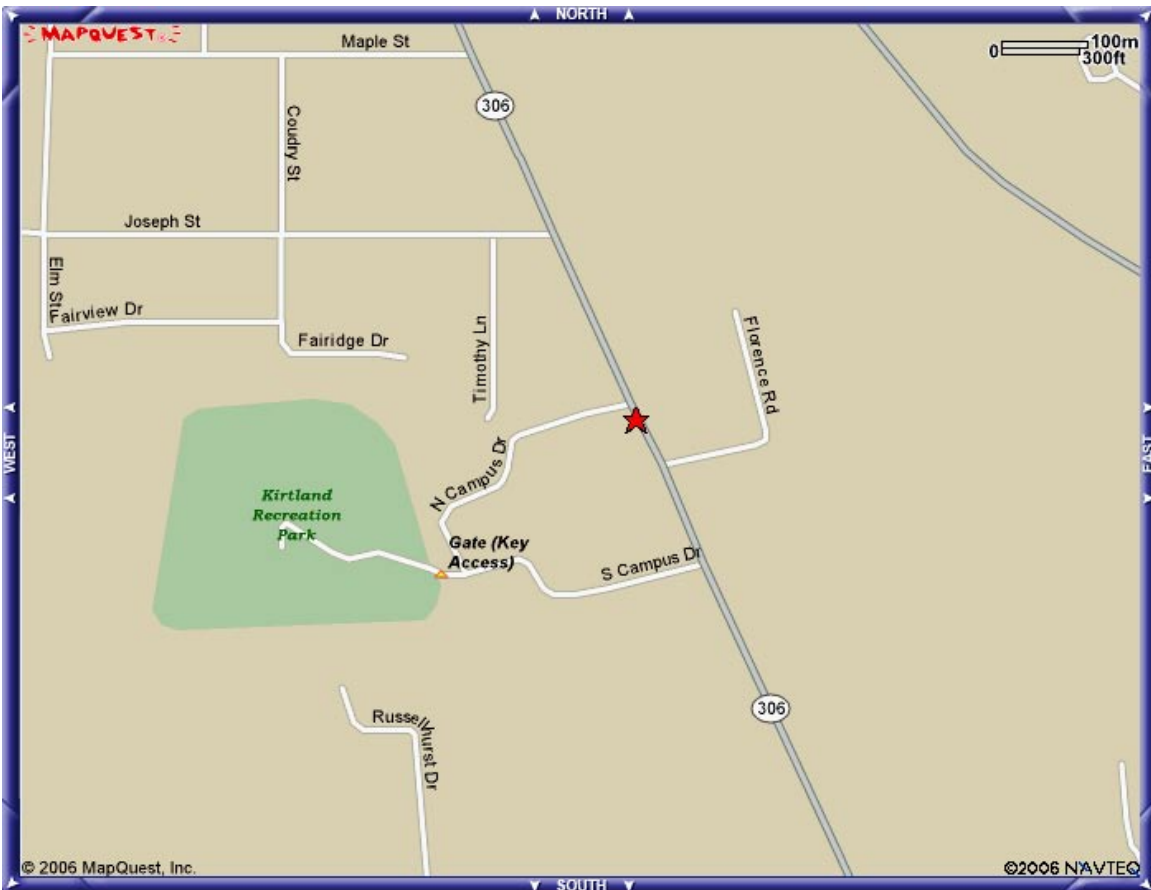 NORTH
MAPQUEST
Maple St
0 100m
300ft
306
Coudry St
Joseph St
Elm St
Fairview Dr
Fairidge Dr
Timothy Ln
Florence Rd
WEST
EAST
N Campus Dr
Kirtland
Recreation
Park
Gate (Key
Access)
S Campus Dr
306
Russellhurst Dr
© 2006 MapQuest, Inc.
©2006 NAVTEQ
SOUTH